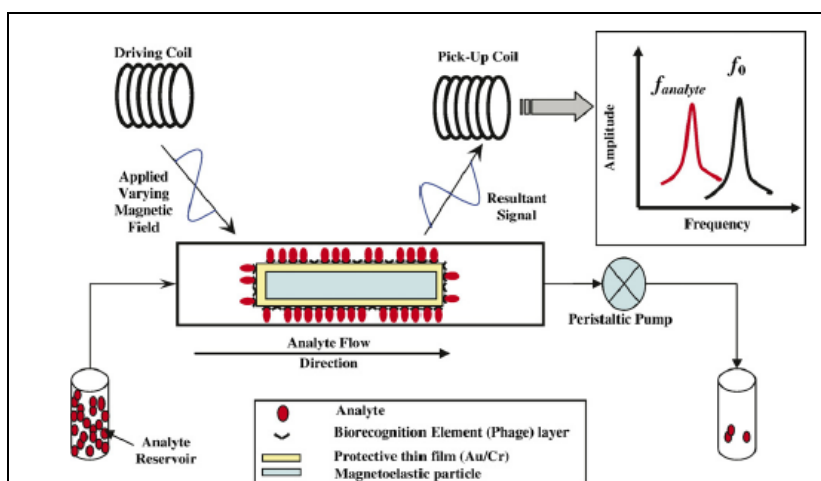 Driving Coil
Pick-Up Coil
Applied
Varying
Magnetic
Field
Resultant
Signal
f0
fanalyte
Amplitude
Frequency
Analyte Flow
Direction
Peristaltic Pump
Analyte
Reservoir
Analyte
Biorecognition Element (Phage) layer
Protective thin film (Au/Cr)
Magnetoelastic particle